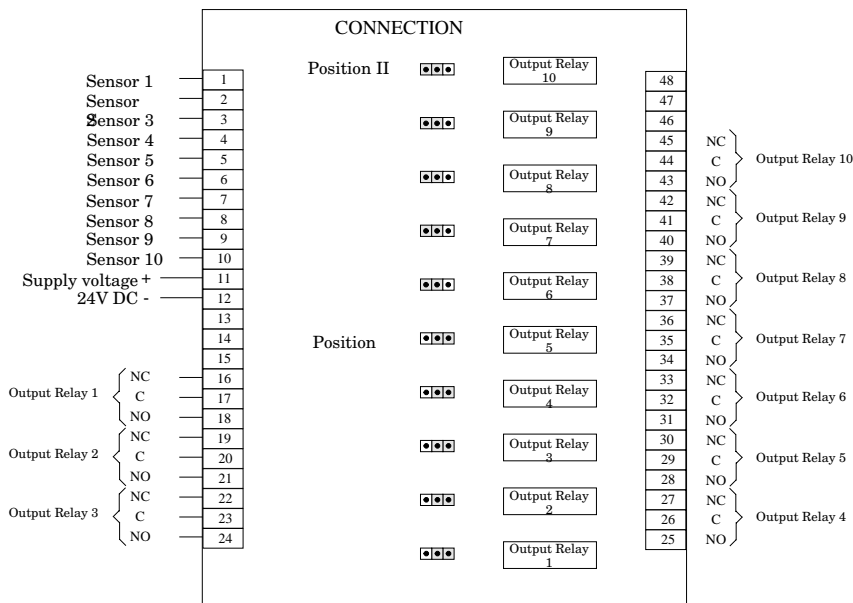 CONNECTION
Position II
Position
Sensor 1
Sensor
2
Sensor 3
Sensor 4
Sensor 5
Sensor 6
Sensor 7
Sensor 8
Sensor 9
Sensor 10
Supply voltage +
24V DC -
1
2
3
4
5
6
7
8
9
10
11
12
13
14
15
16
17
18
19
20
21
22
23
24
Output Relay 1
NC
C
NO
Output Relay 2
NC
C
NO
Output Relay 3
NC
C
NO
Output Relay
10
Output Relay
9
Output Relay
8
Output Relay
7
Output Relay
6
Output Relay
5
Output Relay
4
Output Relay
3
Output Relay
2
Output Relay
1
48
47
46
45
44
43
42
41
40
39
38
37
36
35
34
33
32
31
30
29
28
27
26
25
NC
C
NO
Output Relay 10
NC
C
NO
Output Relay 9
NC
C
NO
Output Relay 8
NC
C
NO
Output Relay 7
NC
C
NO
Output Relay 6
NC
C
NO
Output Relay 5
NC
C
NO
Output Relay 4